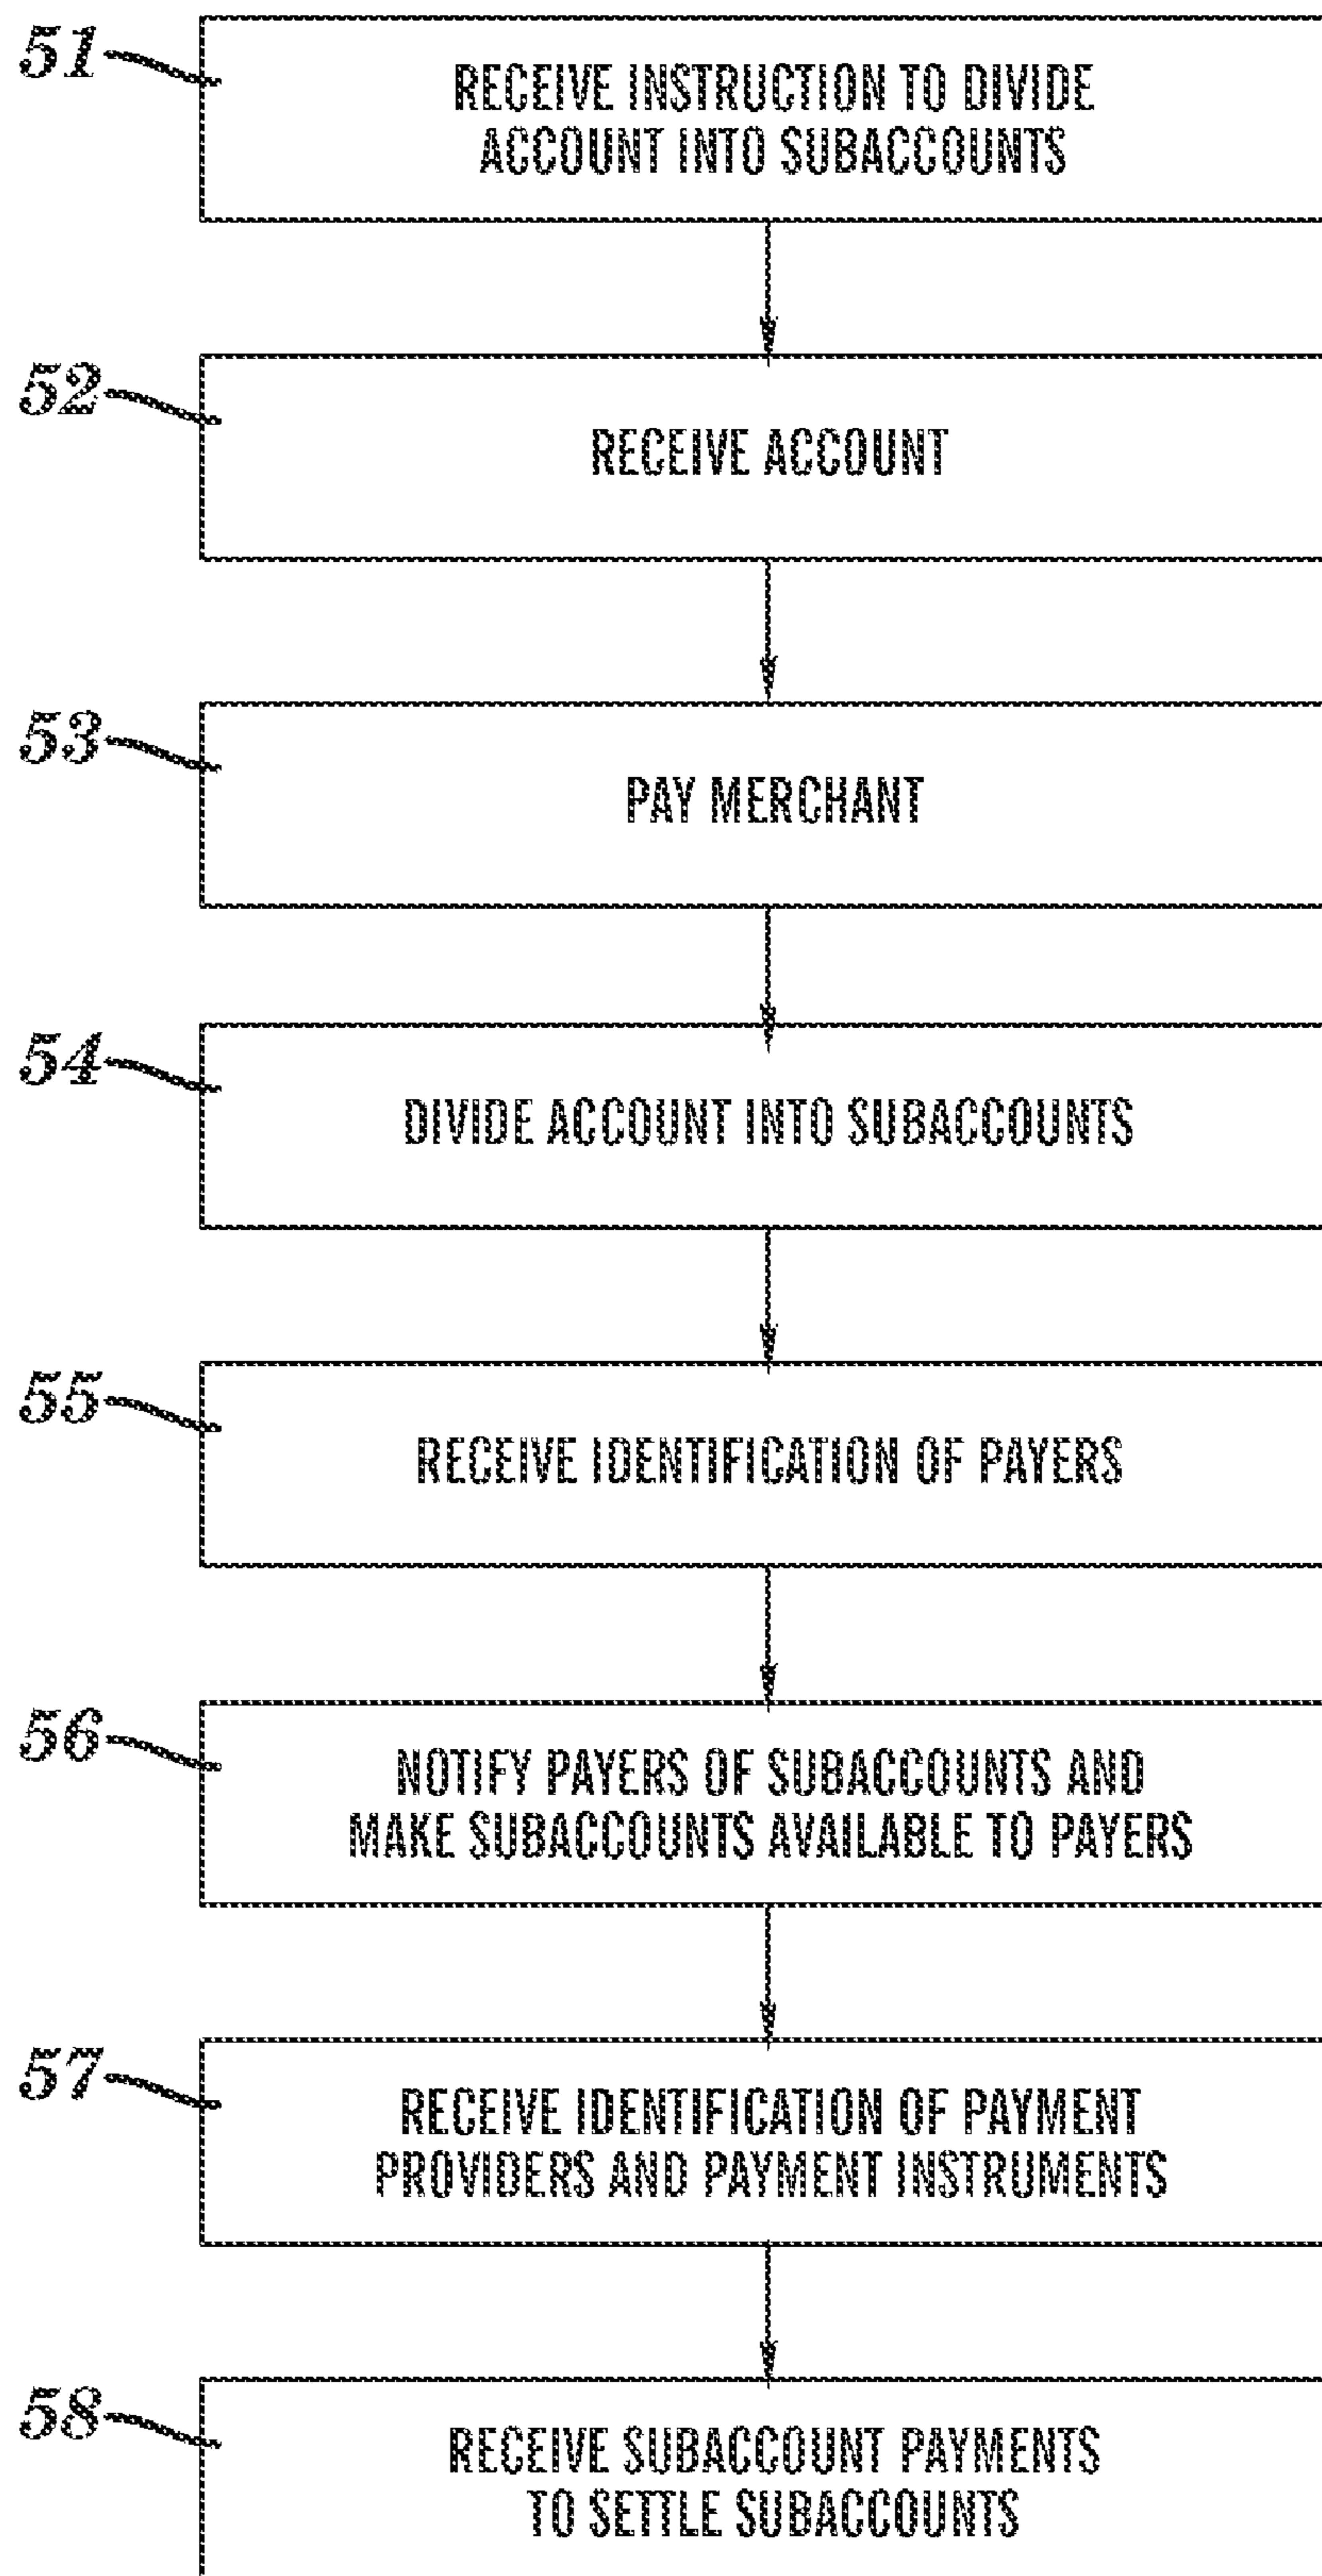 51
RECEIVE INSTRUCTION TO DIVIDE
ACCOUNT INTO SUBACCOUNTS
52
RECEIVE ACCOUNT
53
PAY MERCHANT
54
DIVIDE ACCOUNT INTO SUBACCOUNTS
55
RECEIVE IDENTIFICATION OF PAYERS
56
NOTIFY PAYERS OF SUBACCOUNTS AND
MAKE SUBACCOUNTS AVAILABLE TO PAYERS
57
RECEIVE IDENTIFICATION OF PAYMENT
PROVIDERS AND PAYMENT INSTRUMENTS
58
RECEIVE SUBACCOUNT PAYMENTS
TO SETTLE SUBACCOUNTS